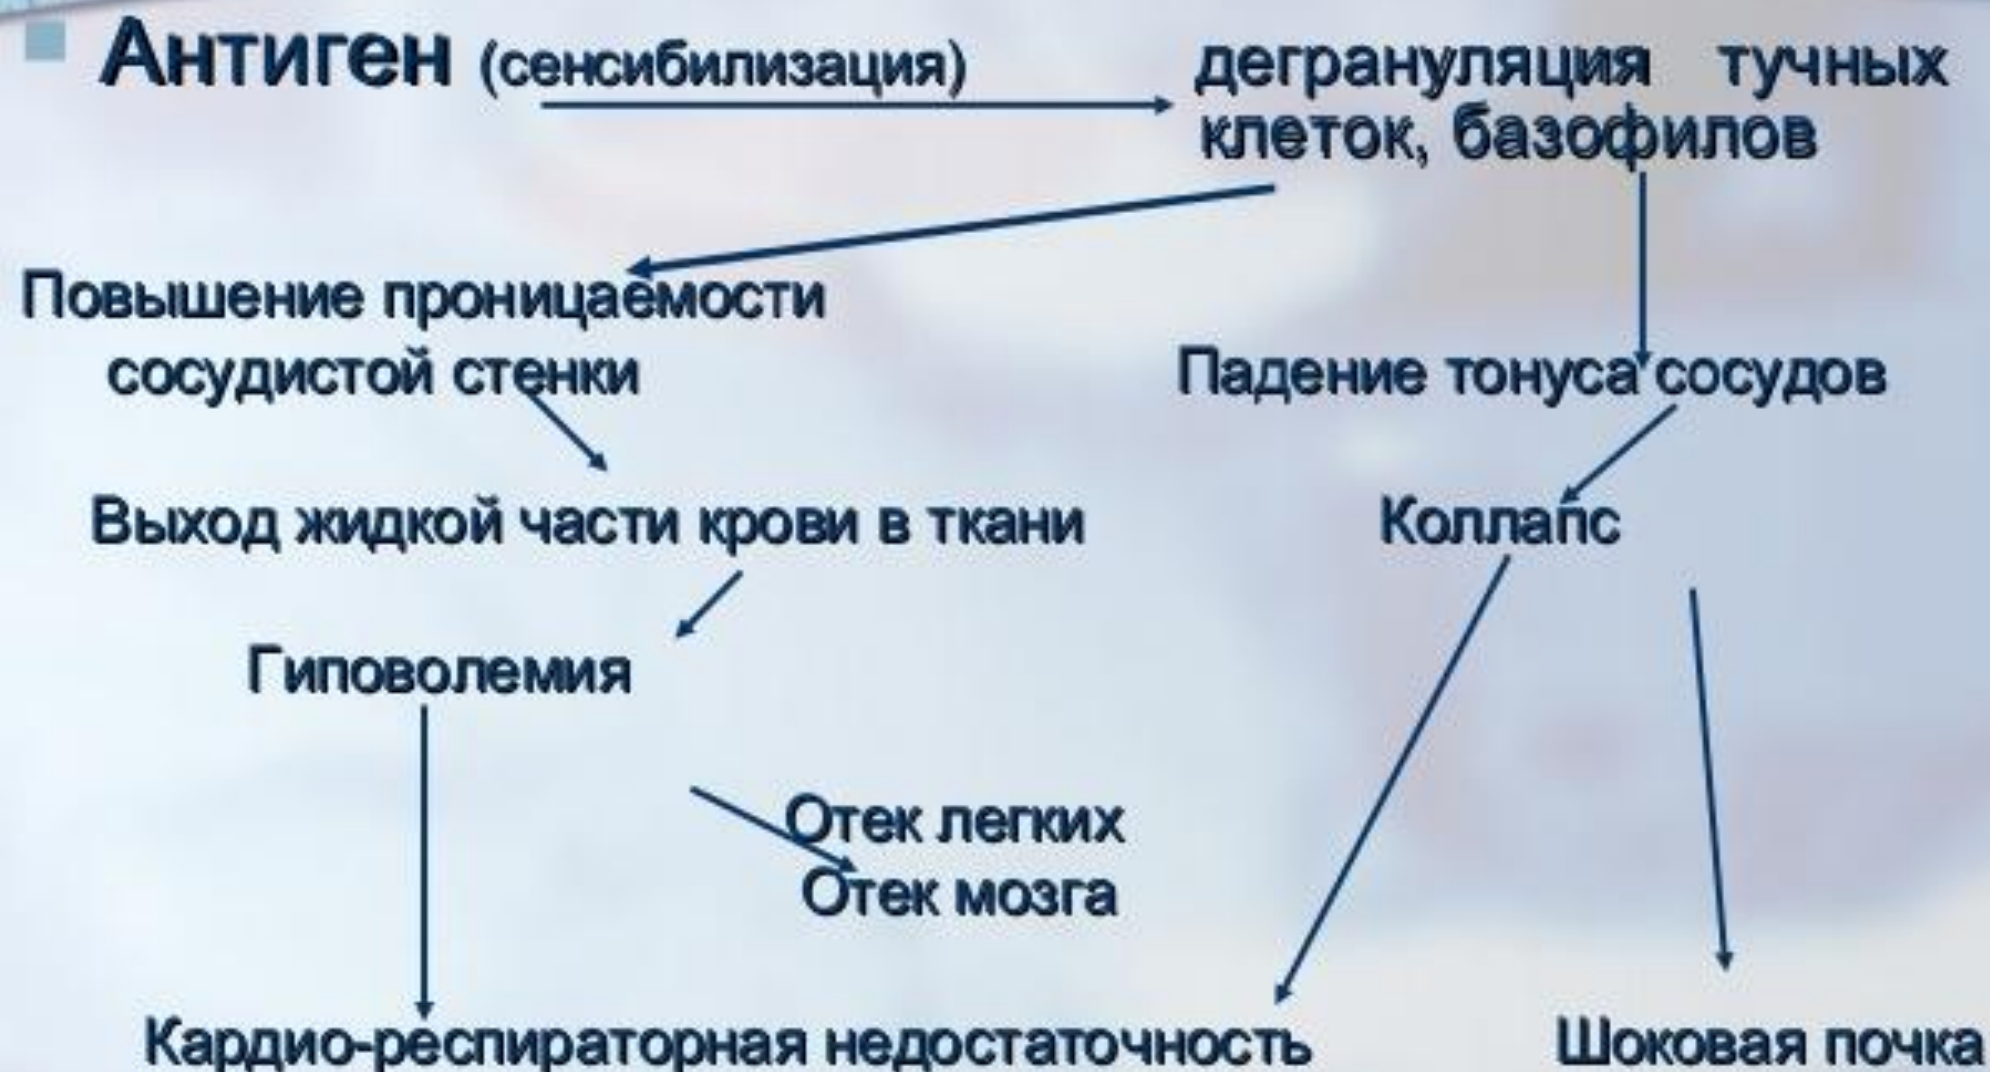 Антиген (сенсибилизация) дегрануляция тучных
клеток, базофилов
Повышение проницаемости
сосудистой стенки
Падение тонуса сосудов
Выход жидкой части крови в ткани
Коллапс
Гиповолемия
Отек легких
Отек мозга
Кардио-респираторная недостаточность
Шоковая почка